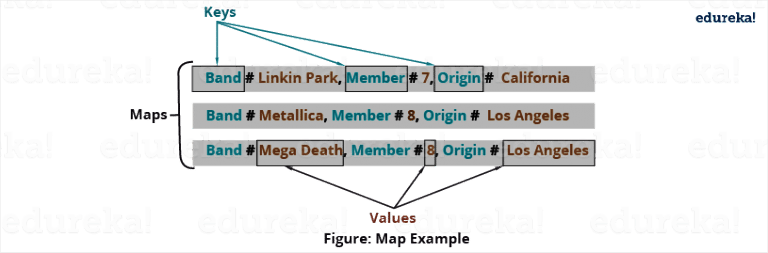 Keys
edureka!
Band # Linkin Park, Member # 7, Origin # California
Maps
Band # Metallica, Member # 8, Origin # Los Angeles
Band # Mega Death, Member # 8, Origin # Los Angeles
Values
Figure: Map Example